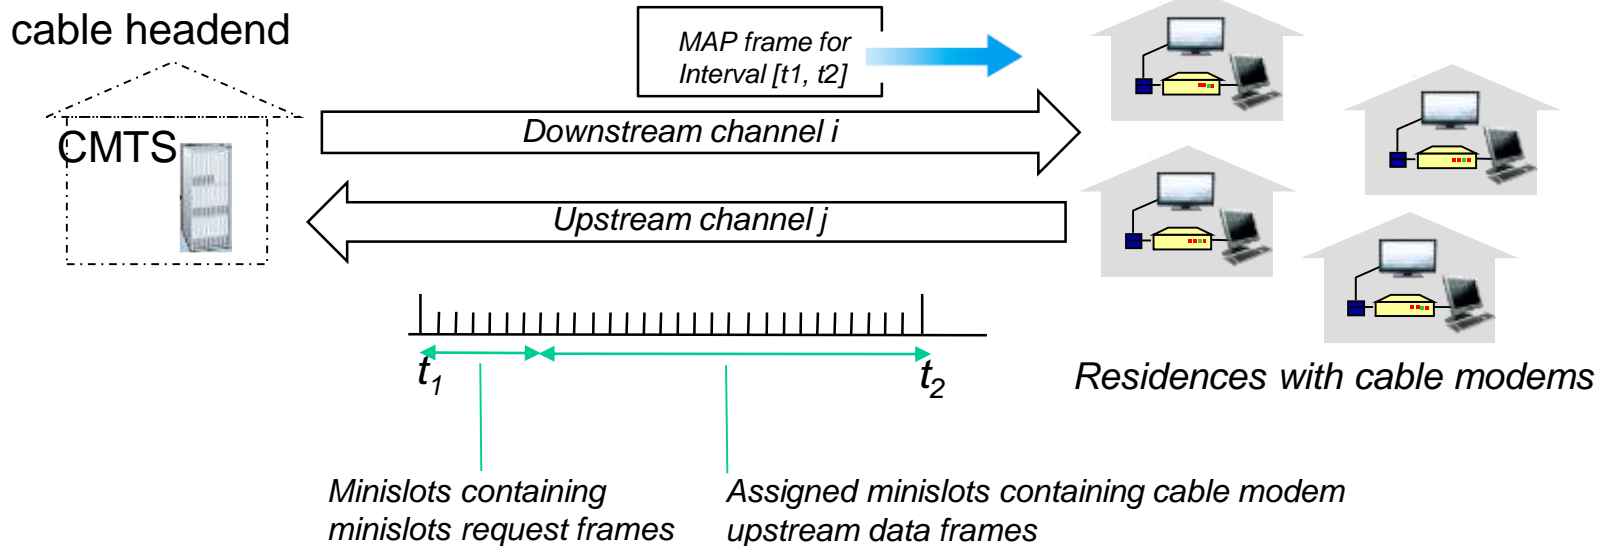 cable headend
MAP frame for
Interval [t1, t2]
CMTS
Downstream channel i
Upstream channel j
t1
t2
Residences with cable modems
Minislots containing
minislots request frames
Assigned minislots containing cable modem
upstream data frames